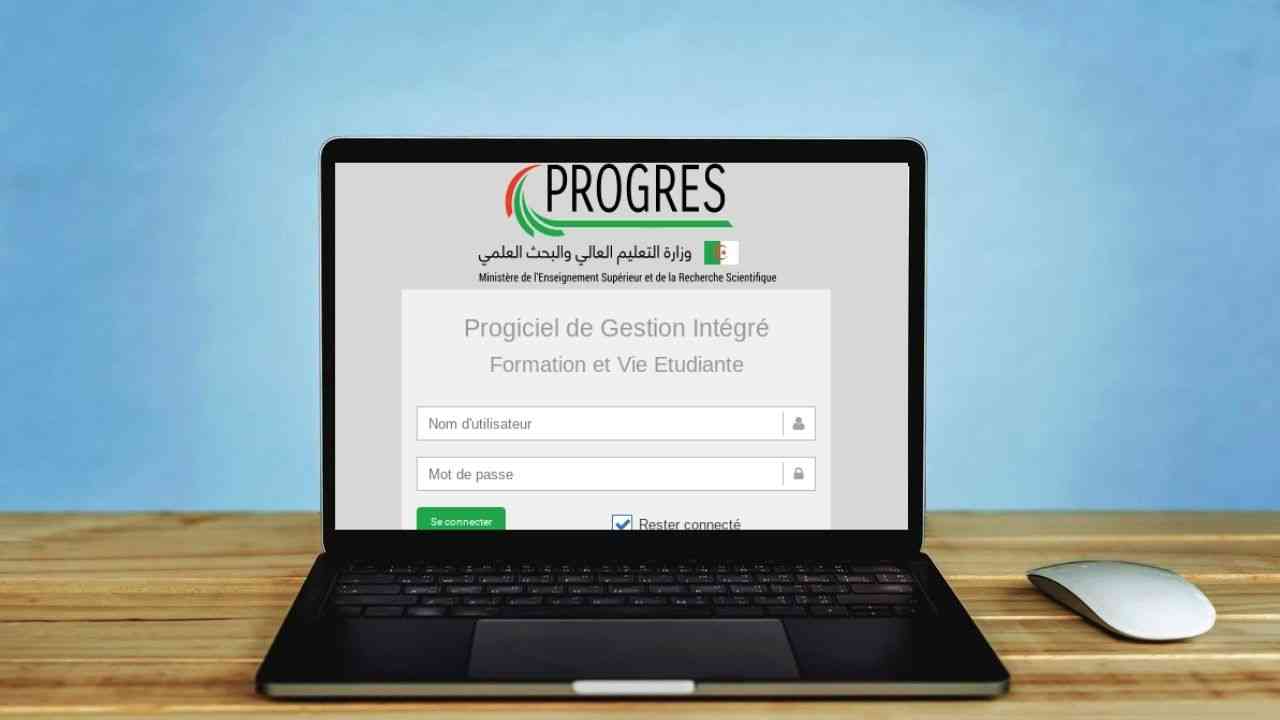 PROGRES
وزارة التعليم العالي والبحث العلمي
Ministère de l'Enseignement Supérieur et de la Recherche Scientifique
Progiciel de Gestion Intégré
Formation et Vie Etudiante
Nom d'utilisateur
Mot de passe
Se connecter
Rester connecté